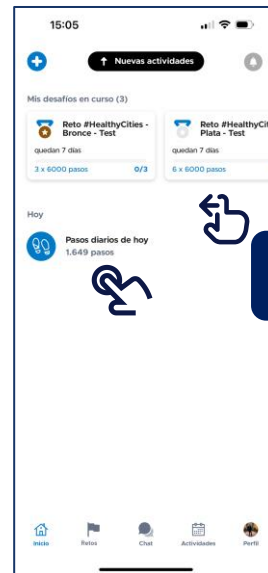 15:05
Nuevas actividades
Mis desafíos en curso (3)
Reto #HealthyCities -
Bronce - Test
quedan 7 días
3 x 6000 pasos 0/3
Reto #HealthyCit
Plata - Test
quedan 7 días
6 x 6000 pasos
Hoy
Pasos diarios de hoy
1.649 pasos
Inicio Retos Chat Actividades Perfil